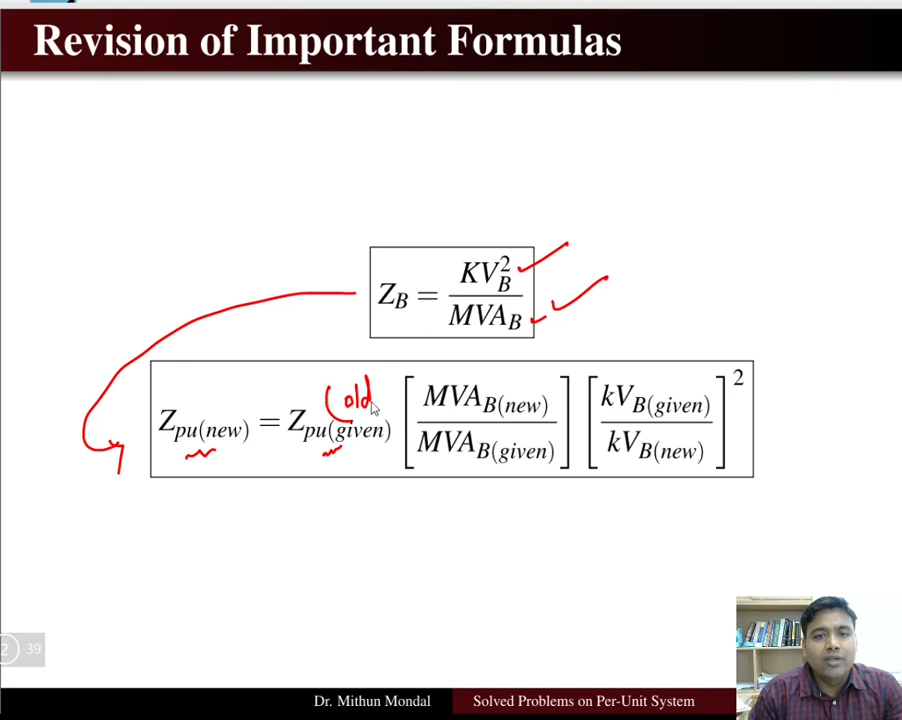 Revision of Important Formulas
Z_B = KV_B^2 / MVA_B
(old
Z_pu(new) = Z_pu(given) [MVA_B(new) / MVA_B(given)] [kV_B(given) / kV_B(new)]^2
2 39
Dr. Mithun Mondal Solved Problems on Per-Unit System